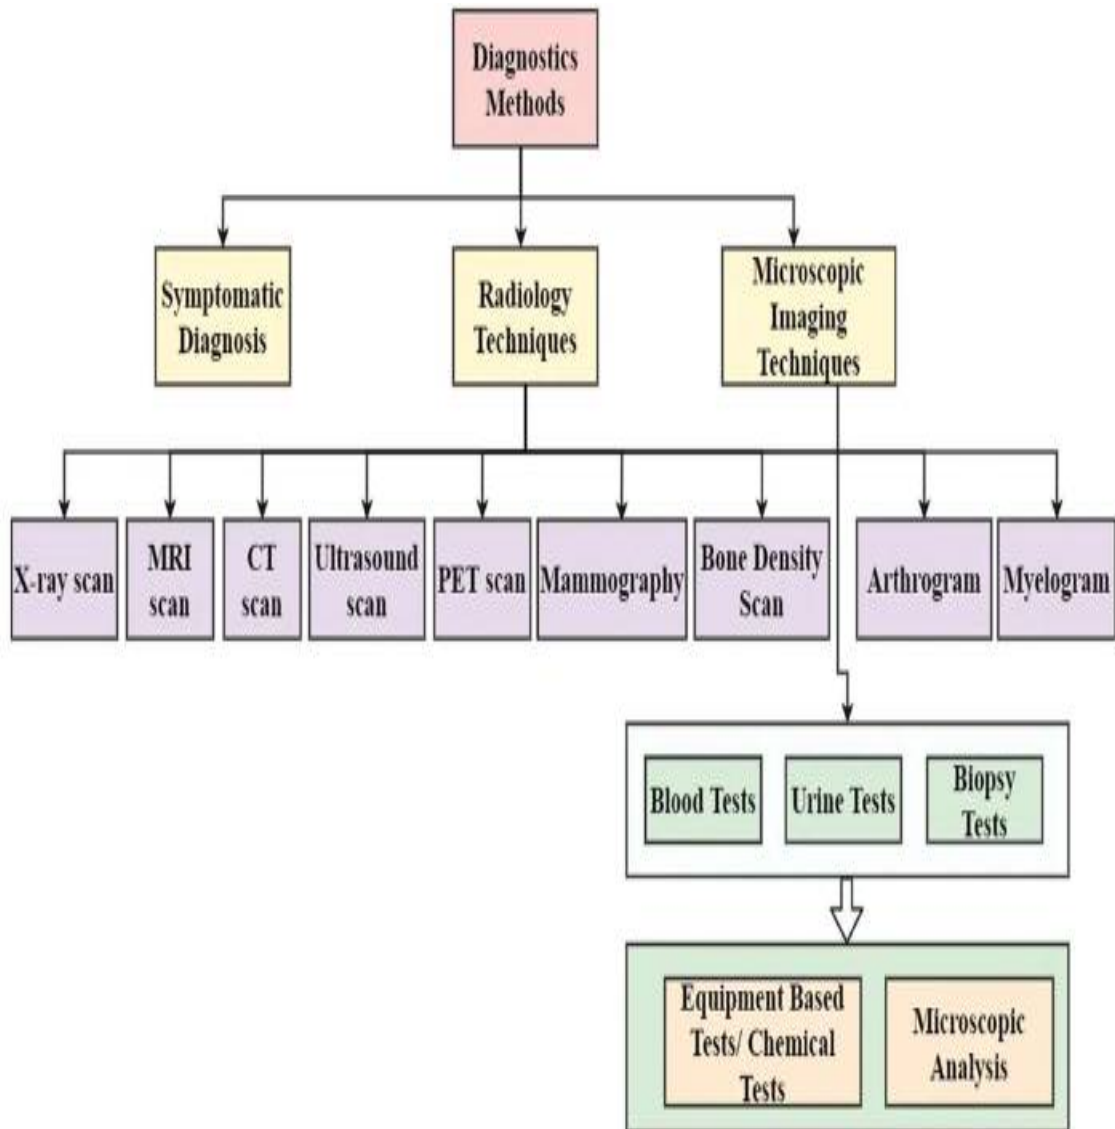 Diagnostics
Methods
Symptomatic
Diagnosis
Radiology
Techniques
Microscopic
Imaging
Techniques
X-ray scan
MRI
scan
CT
scan
Ultrasound
scan
PET scan
Mammography
Bone Density
Scan
Arthrogram
Myelogram
Blood Tests
Urine Tests
Biopsy
Tests
Equipment Based
Tests/ Chemical
Tests
Microscopic
Analysis